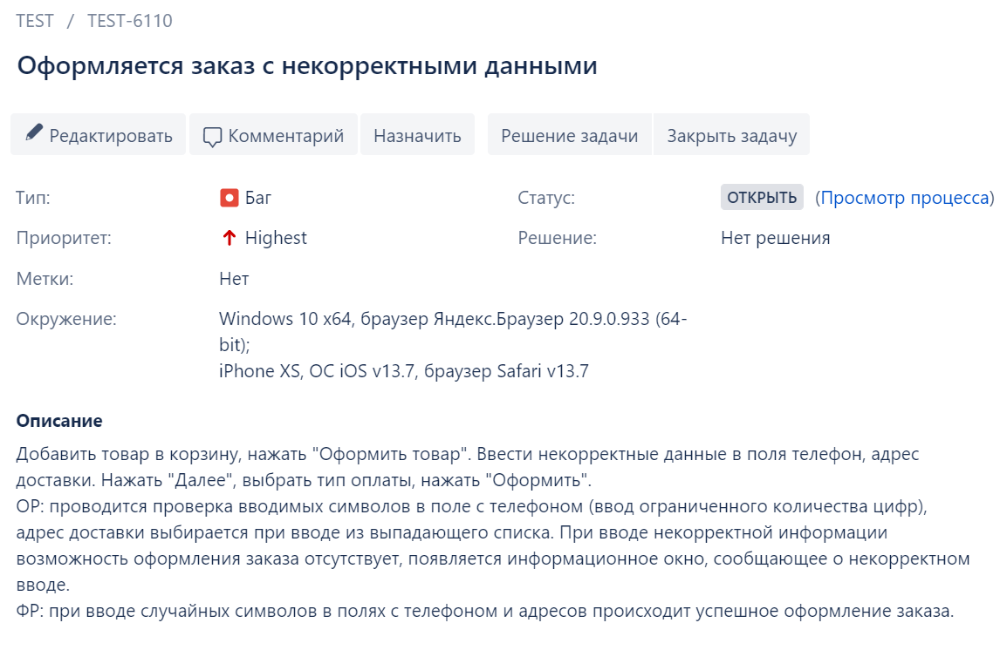 TEST / TEST-6110
Оформляется заказ с некорректными данными
Редактировать Комментарий Назначить Решение задачи Закрыть задачу
Тип: Баг Статус: ОТКРЫТЬ (Просмотр процесса)
Приоритет: Highest Решение: Нет решения
Метки: Нет
Окружение: Windows 10 x64, браузер Яндекс.Браузер 20.9.0.933 (64-
bit);
iPhone XS, ОС iOS v13.7, браузер Safari v13.7
Описание
Добавить товар в корзину, нажать "Оформить товар". Ввести некорректные данные в поля телефон, адрес
доставки. Нажать "Далее", выбрать тип оплаты, нажать "Оформить".
ОР: проводится проверка вводимых символов в поле с телефоном (ввод ограниченного количества цифр),
адрес доставки выбирается при вводе из выпадающего списка. При вводе некорректной информации
возможность оформления заказа отсутствует, появляется информационное окно, сообщающее о некорректном
вводе.
ФР: при вводе случайных символов в полях с телефоном и адресов происходит успешное оформление заказа.